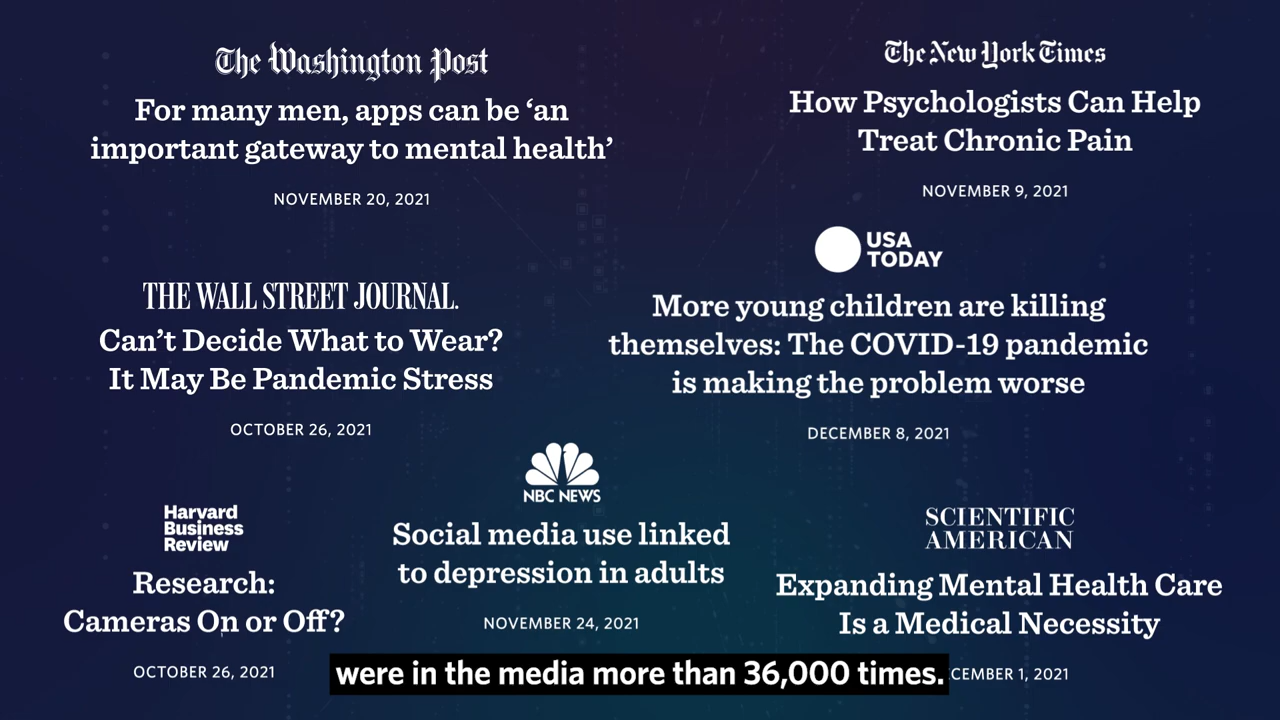 The Washington Post
For many men, apps can be ‘an
important gateway to mental health’
NOVEMBER 20, 2021
The New York Times
How Psychologists Can Help
Treat Chronic Pain
NOVEMBER 9, 2021
THE WALL STREET JOURNAL.
Can’t Decide What to Wear?
It May Be Pandemic Stress
OCTOBER 26, 2021
USA
TODAY
More young children are killing
themselves: The COVID-19 pandemic
is making the problem worse
DECEMBER 8, 2021
Harvard
Business
Review
Research:
Cameras On or Off?
OCTOBER 26, 2021
NBC NEWS
Social media use linked
to depression in adults
NOVEMBER 24, 2021
SCIENTIFIC
AMERICAN
Expanding Mental Health Care
Is a Medical Necessity
CEMBER 1, 2021
were in the media more than 36,000 times.